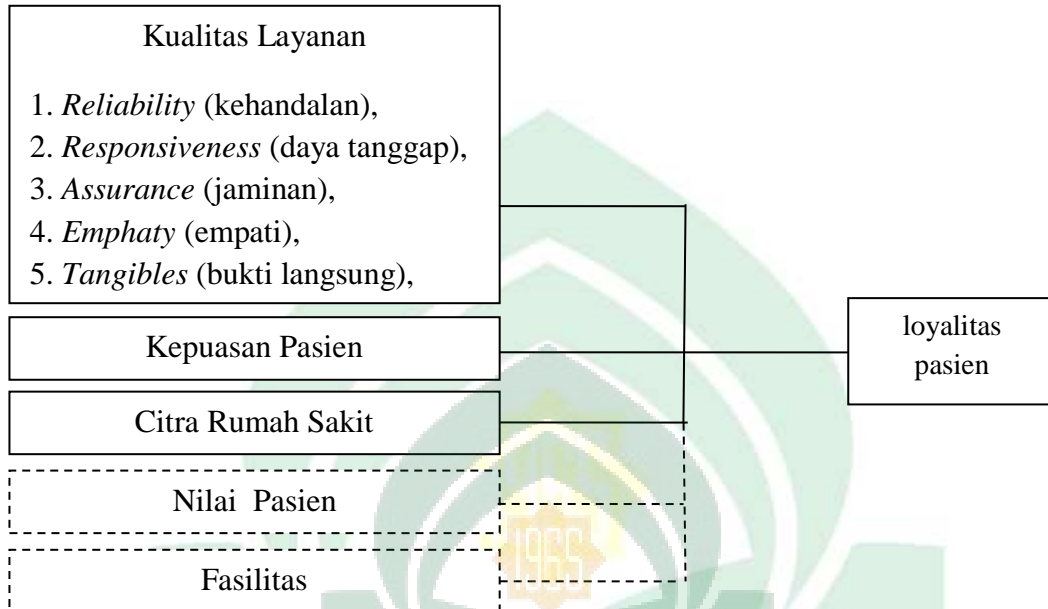 Kualitas Layanan
1. Reliability (kehandalan),
2. Responsiveness (daya tanggap),
3. Assurance (jaminan),
4. Emphaty (empati),
5. Tangibles (bukti langsung),
Kepuasan Pasien
Citra Rumah Sakit
Nilai Pasien
Fasilitas
loyalitas
pasien
1965